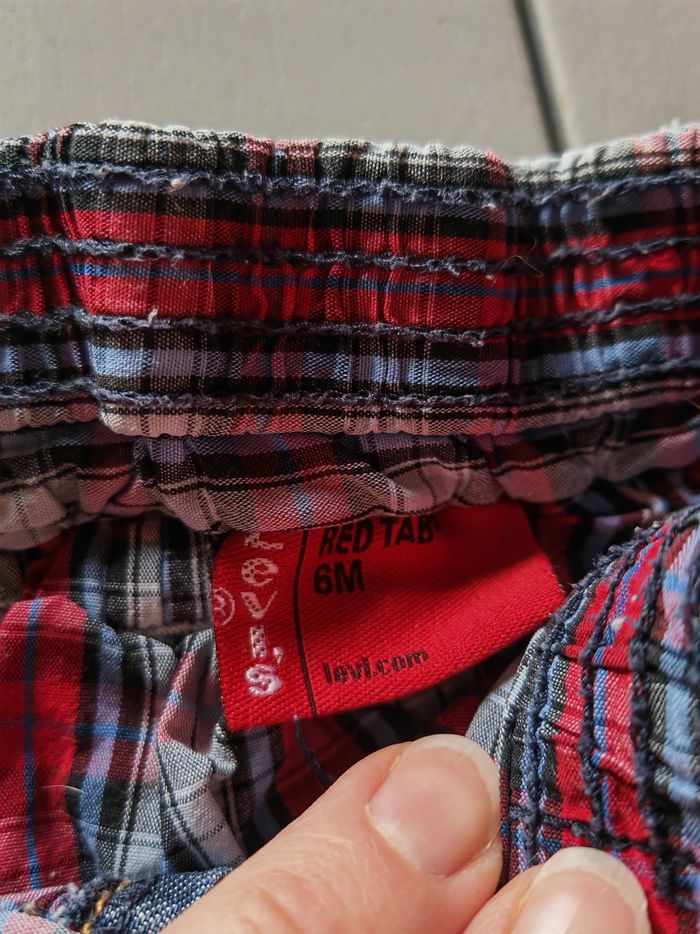 LEVI'S
®
RED TAB
6M
levi.com